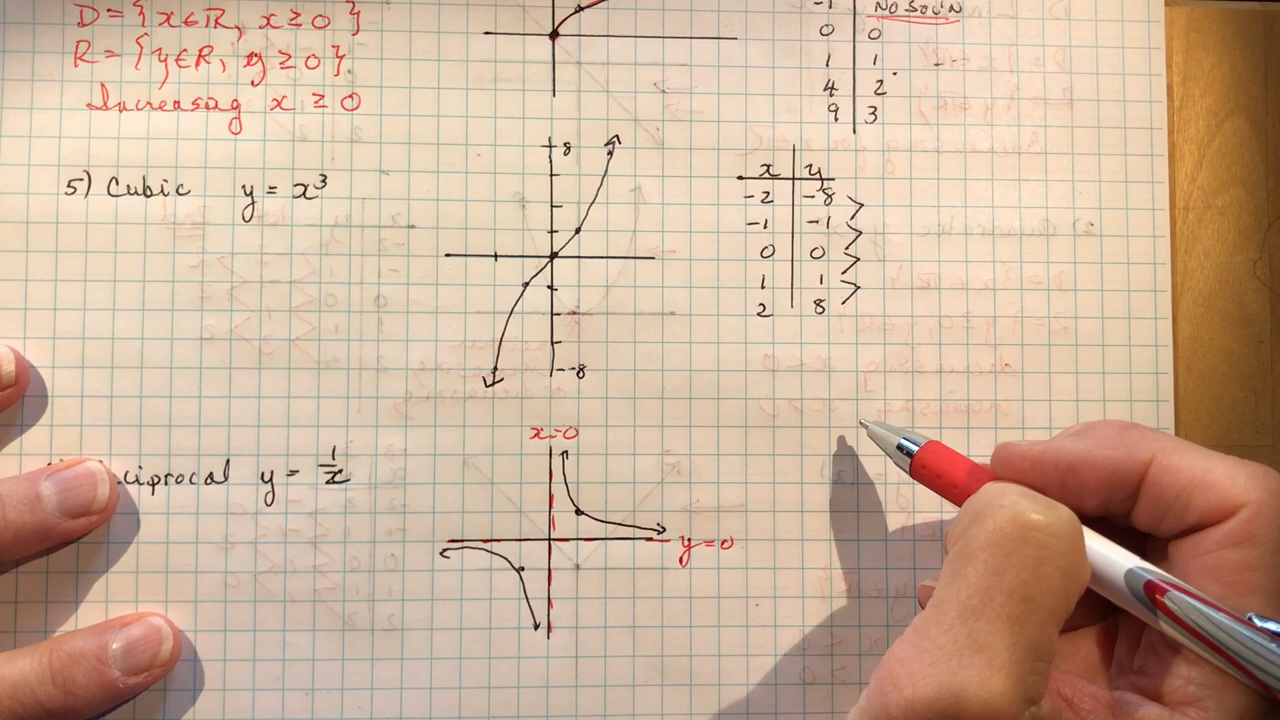 D = {x∈R, x ≥ 0}
R = {y∈R, y ≥ 0}
Increasing x ≥ 0
-1 NO SOL'N
0 0
1 1
4 2
9 3
5) Cubic y = x³
8
--8
x y
-2 -8
-1 -1
0 0
1 1
2 8
ciprocal y = 1/x
x=0
y=0